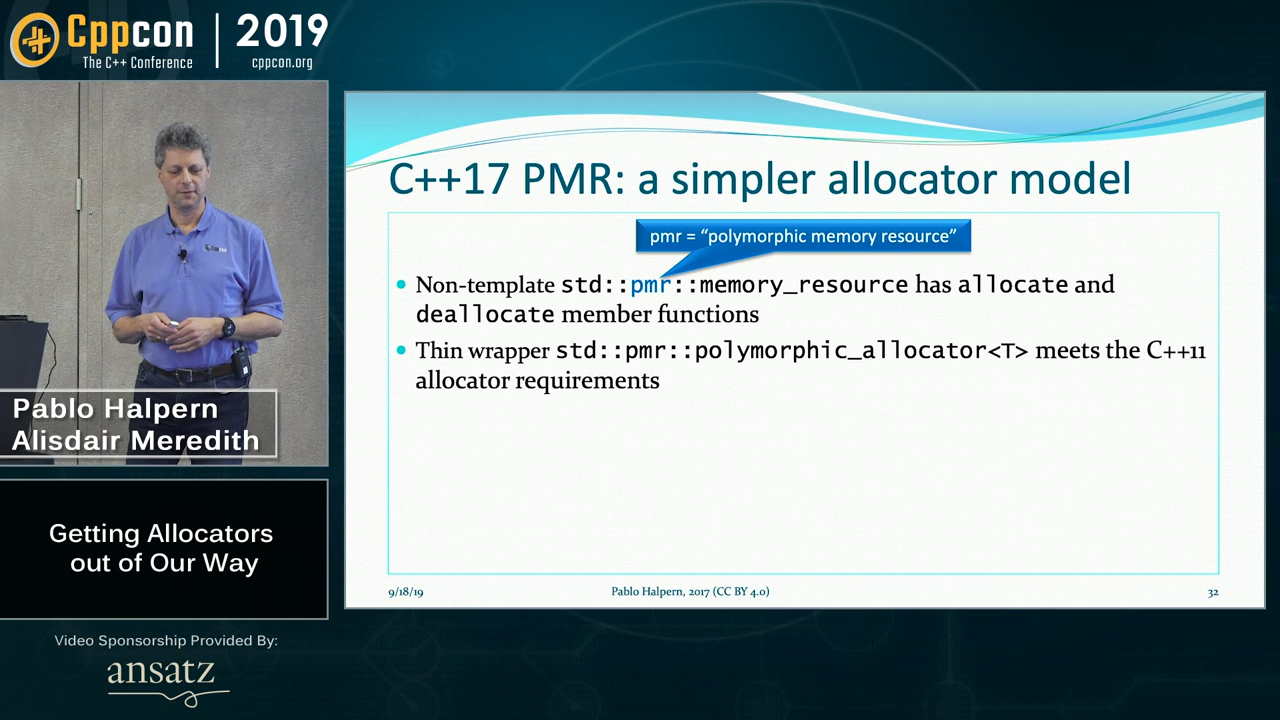 Cppcon
The C++ Conference
2019
cppcon.org
Pablo Halpern
Alisdair Meredith
Getting Allocators
out of Our Way
Video Sponsorship Provided By:
ansatz
C++17 PMR: a simpler allocator model
pmr = “polymorphic memory resource”
• Non-template std::pmr::memory_resource has allocate and
deallocate member functions
• Thin wrapper std::pmr::polymorphic_allocator<T> meets the C++11
allocator requirements
9/18/19
Pablo Halpern, 2017 (CC BY 4.0)
32